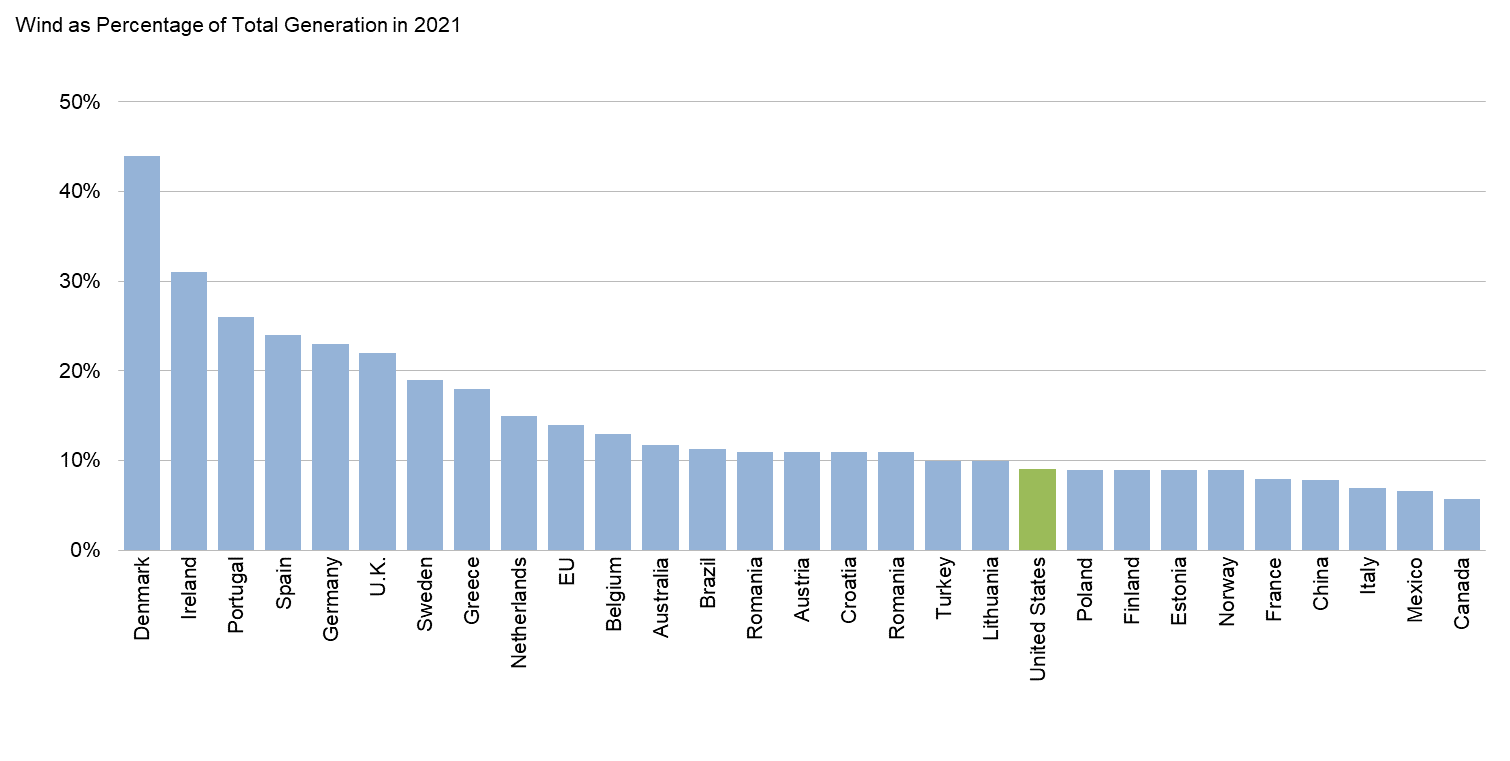 Wind as Percentage of Total Generation in 2021
50%
40%
30%
20%
10%
0%
Denmark
Ireland
Portugal
Spain
Germany
U.K.
Sweden
Greece
Netherlands
EU
Belgium
Australia
Brazil
Romania
Austria
Croatia
Romania
Turkey
Lithuania
United States
Poland
Finland
Estonia
Norway
France
China
Italy
Mexico
Canada